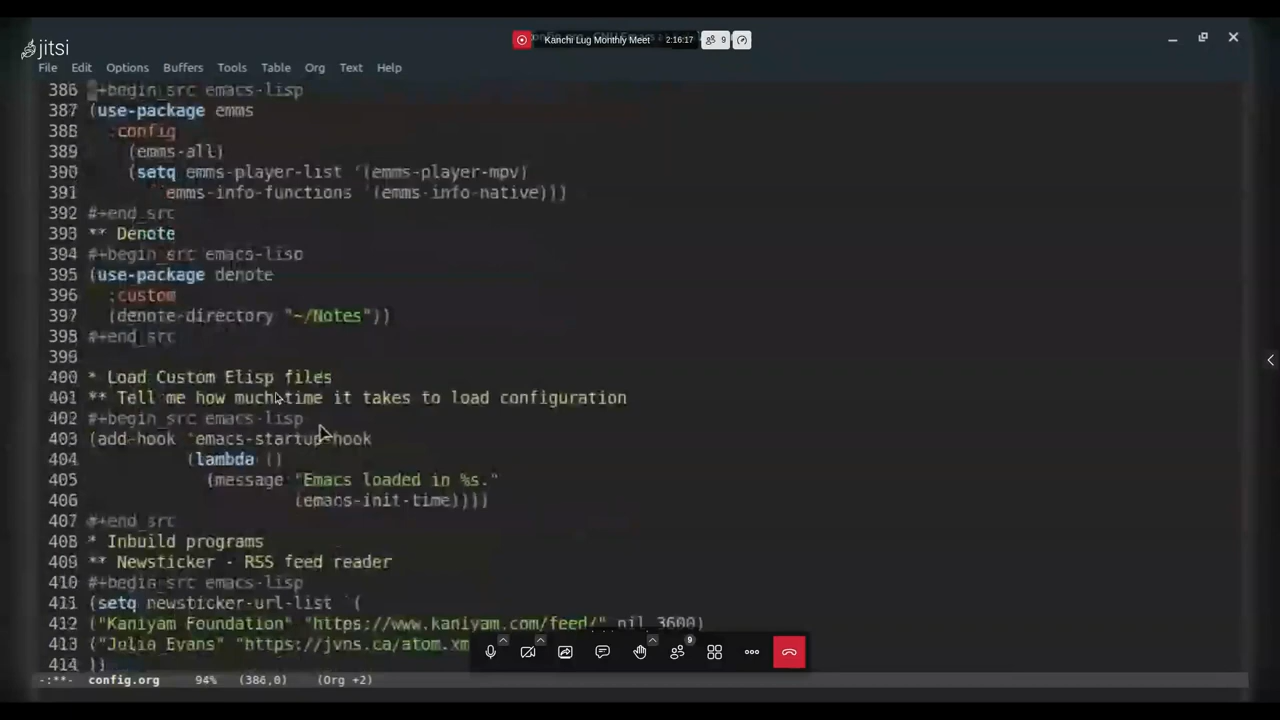 jitsi
Kanchi Lug Monthly Meet 2:16:17 9
File Edit Options Buffers Tools Table Org Text Help
386 #+begin_src emacs-lisp
387 (use-package emms
388 :config
389 (emms-all)
390 (setq emms-player-list '(emms-player-mpv)
391 emms-info-functions '(emms-info-native)))
392 #+end_src
393 ** Denote
394 #+begin_src emacs-lisp
395 (use-package denote
396 :custom
397 (denote-directory "~/Notes"))
398 #+end_src
399
400 * Load Custom Elisp files
401 ** Tell me how much time it takes to load configuration
402 #+begin_src emacs-lisp
403 (add-hook 'emacs-startup-hook
404 (lambda ()
405 (message "Emacs loaded in %s."
406 (emacs-init-time))))
407 #+end_src
408 * Inbuild programs
409 ** Newsticker - RSS feed reader
410 #+begin_src emacs-lisp
411 (setq newsticker-url-list '(
412 ("Kaniyam Foundation" "https://www.kaniyam.com/feed/" nil 3600)
413 ("Julia Evans" "https://jvns.ca/atom.xm
414 ))
9
-:**- config.org 94% (386,0) (Org +2)